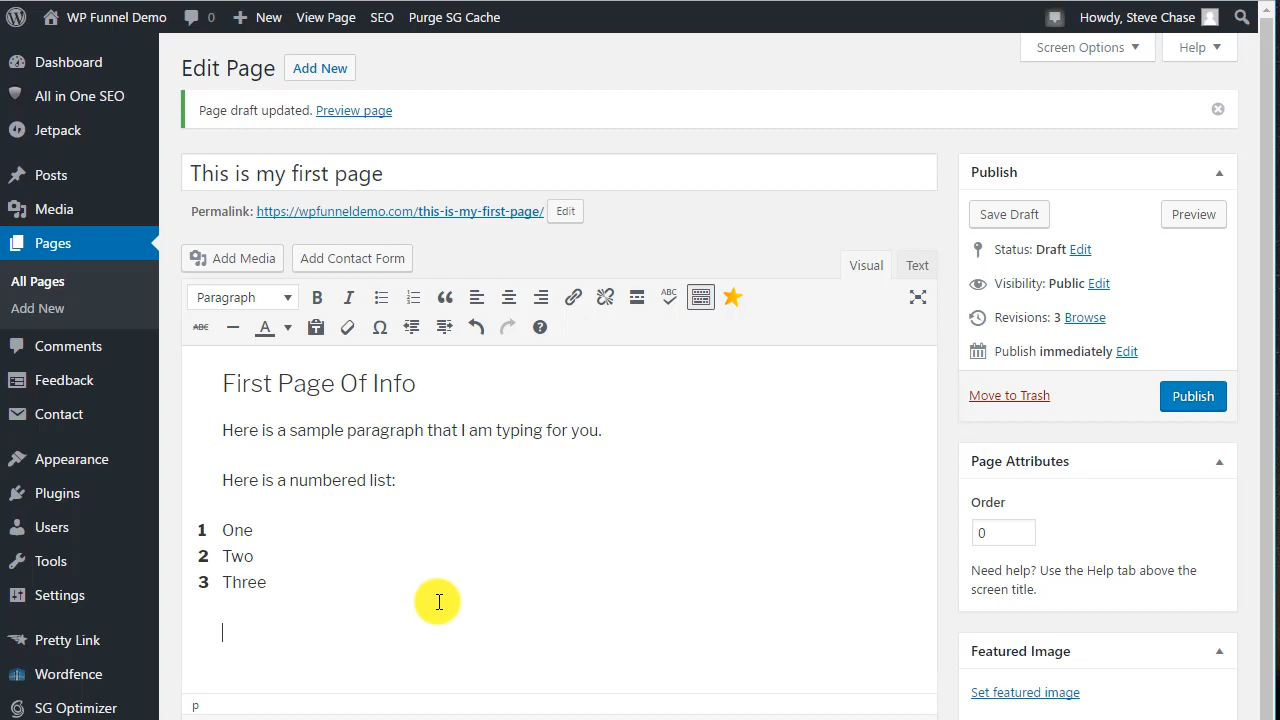 WP Funnel Demo 0 New View Page SEO Purge SG Cache Howdy, Steve Chase
Dashboard
All in One SEO
Jetpack
Posts
Media
Pages
All Pages
Add New
Comments
Feedback
Contact
Appearance
Plugins
Users
Tools
Settings
Pretty Link
Wordfence
SG Optimizer
Screen Options Help
Edit Page Add New
Page draft updated. Preview page
This is my first page
Permalink: https://wpfunneldemo.com/this-is-my-first-page/ Edit
Add Media Add Contact Form
Visual Text
Paragraph B I ABC
ABC A
First Page Of Info
Here is a sample paragraph that I am typing for you.
Here is a numbered list:
1 One
2 Two
3 Three
p
Publish
Save Draft Preview
Status: Draft Edit
Visibility: Public Edit
Revisions: 3 Browse
Publish immediately Edit
Move to Trash Publish
Page Attributes
Order
0
Need help? Use the Help tab above the
screen title.
Featured Image
Set featured image